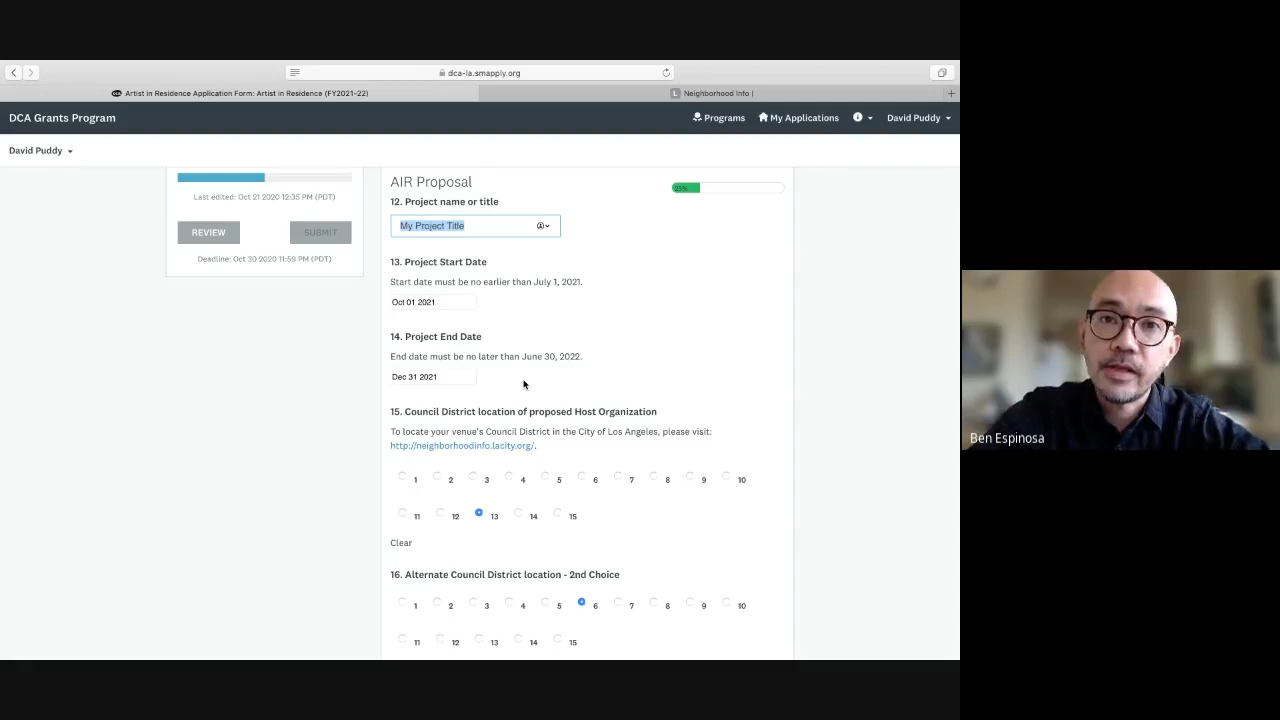 dca-la.smapply.org
Artist in Residence Application Form: Artist in Residence (FY2021-22)
L Neighborhood Info |
DCA Grants Program
Programs
My Applications
David Puddy
David Puddy
Last edited: Oct 21 2020 12:35 PM (PDT)
REVIEW
SUBMIT
Deadline: Oct 30 2020 11:59 PM (PDT)
AIR Proposal
25%
12. Project name or title
My Project Title
13. Project Start Date
Start date must be no earlier than July 1, 2021.
Oct 01 2021
14. Project End Date
End date must be no later than June 30, 2022.
Dec 31 2021
15. Council District location of proposed Host Organization
To locate your venue's Council District in the City of Los Angeles, please visit:
http://neighborhoodinfo.lacity.org/.
1 2 3 4 5 6 7 8 9 10
11 12 13 14 15
Clear
16. Alternate Council District location - 2nd Choice
1 2 3 4 5 6 7 8 9 10
11 12 13 14 15
Ben Espinosa